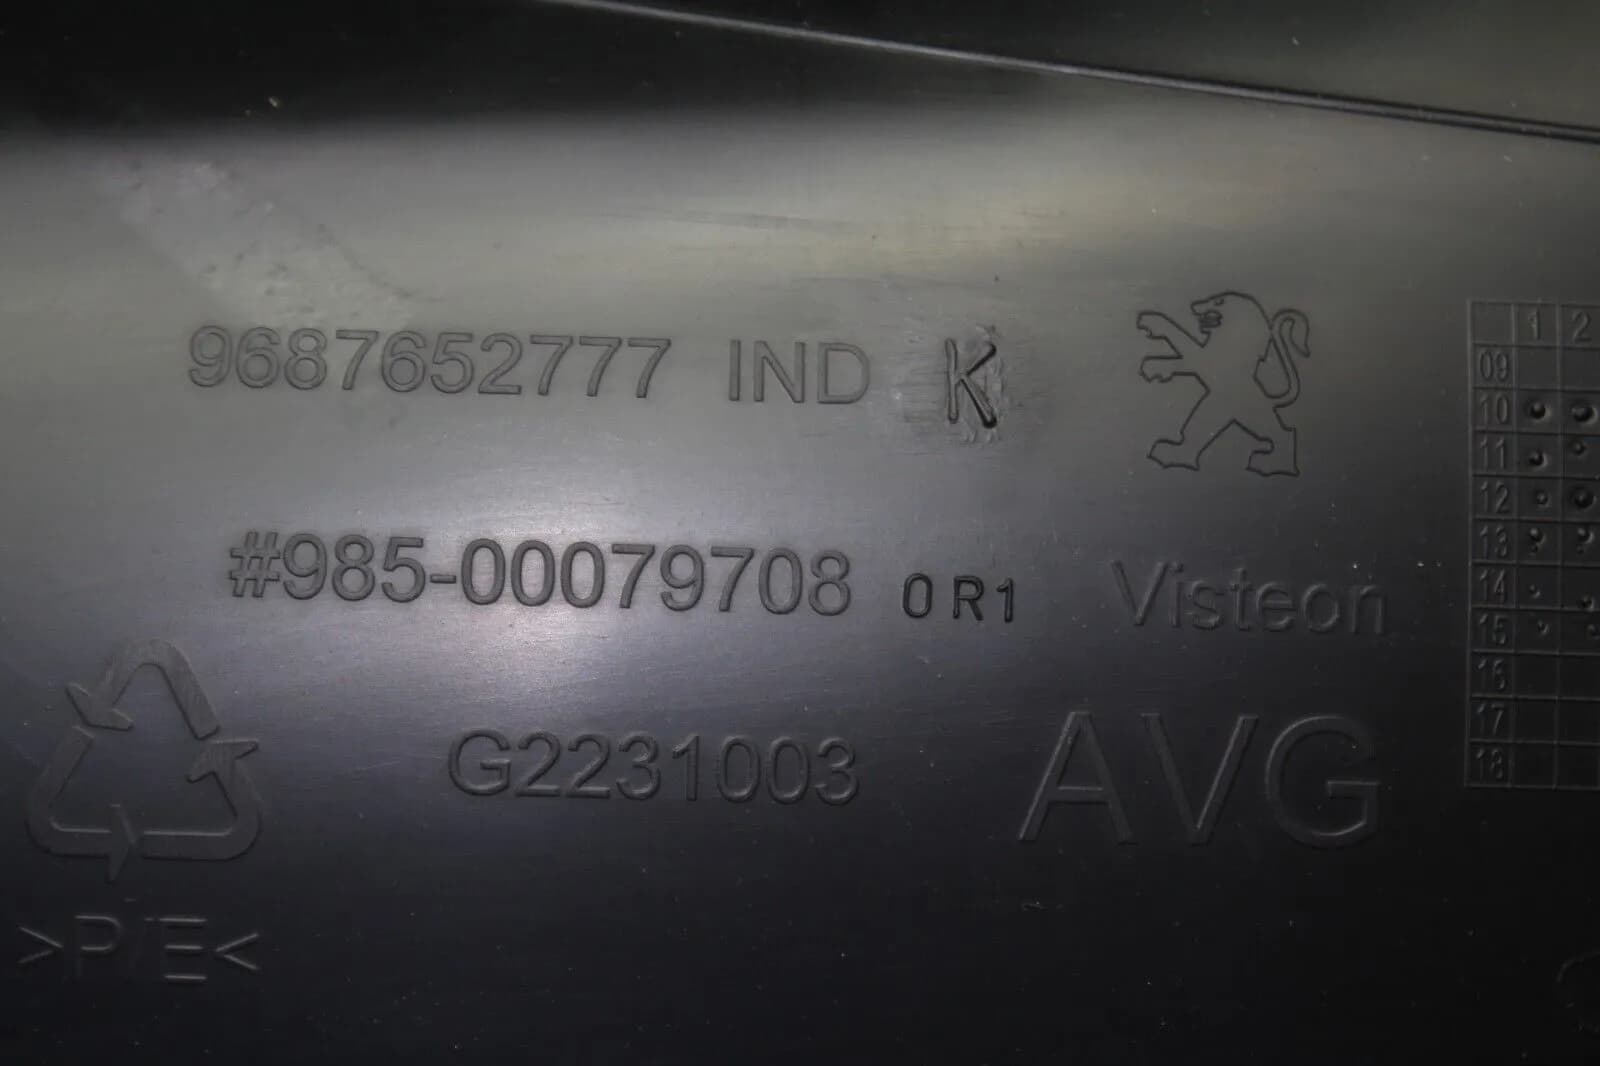 9687652777 IND K
#985-00079708 0R1 Visteon
G2231003 AVG
>P/E<
1 2
09
10
11
12
13
14
15
16
17
18